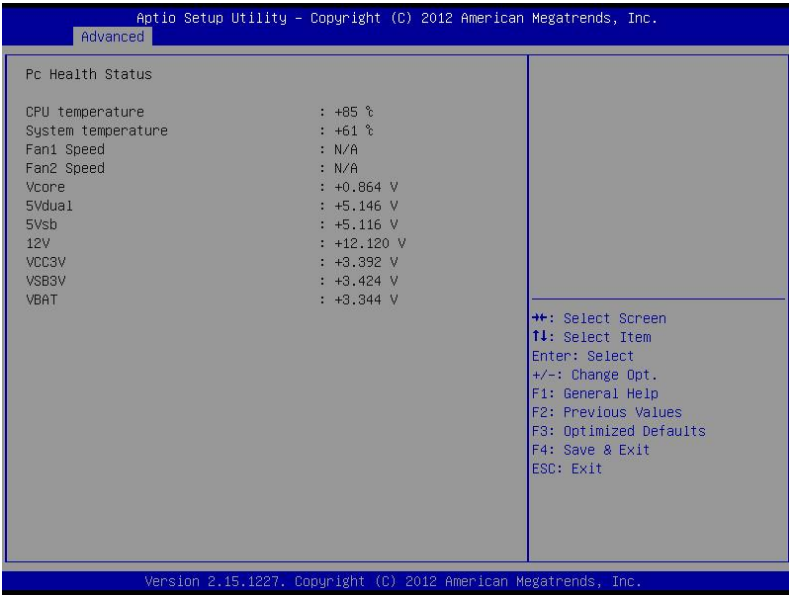 Aptio Setup Utility – Copyright (C) 2012 American Megatrends, Inc.
Advanced
Pc Health Status
CPU temperature : +85 ℃
System temperature : +61 ℃
Fan1 Speed : N/A
Fan2 Speed : N/A
Vcore : +0.864 V
5Vdual : +5.146 V
5Vsb : +5.116 V
12V : +12.120 V
VCC3V : +3.392 V
VSB3V : +3.424 V
VBAT : +3.344 V
→←: Select Screen
↑↓: Select Item
Enter: Select
+/-: Change Opt.
F1: General Help
F2: Previous Values
F3: Optimized Defaults
F4: Save & Exit
ESC: Exit
Version 2.15.1227. Copyright (C) 2012 American Megatrends, Inc.